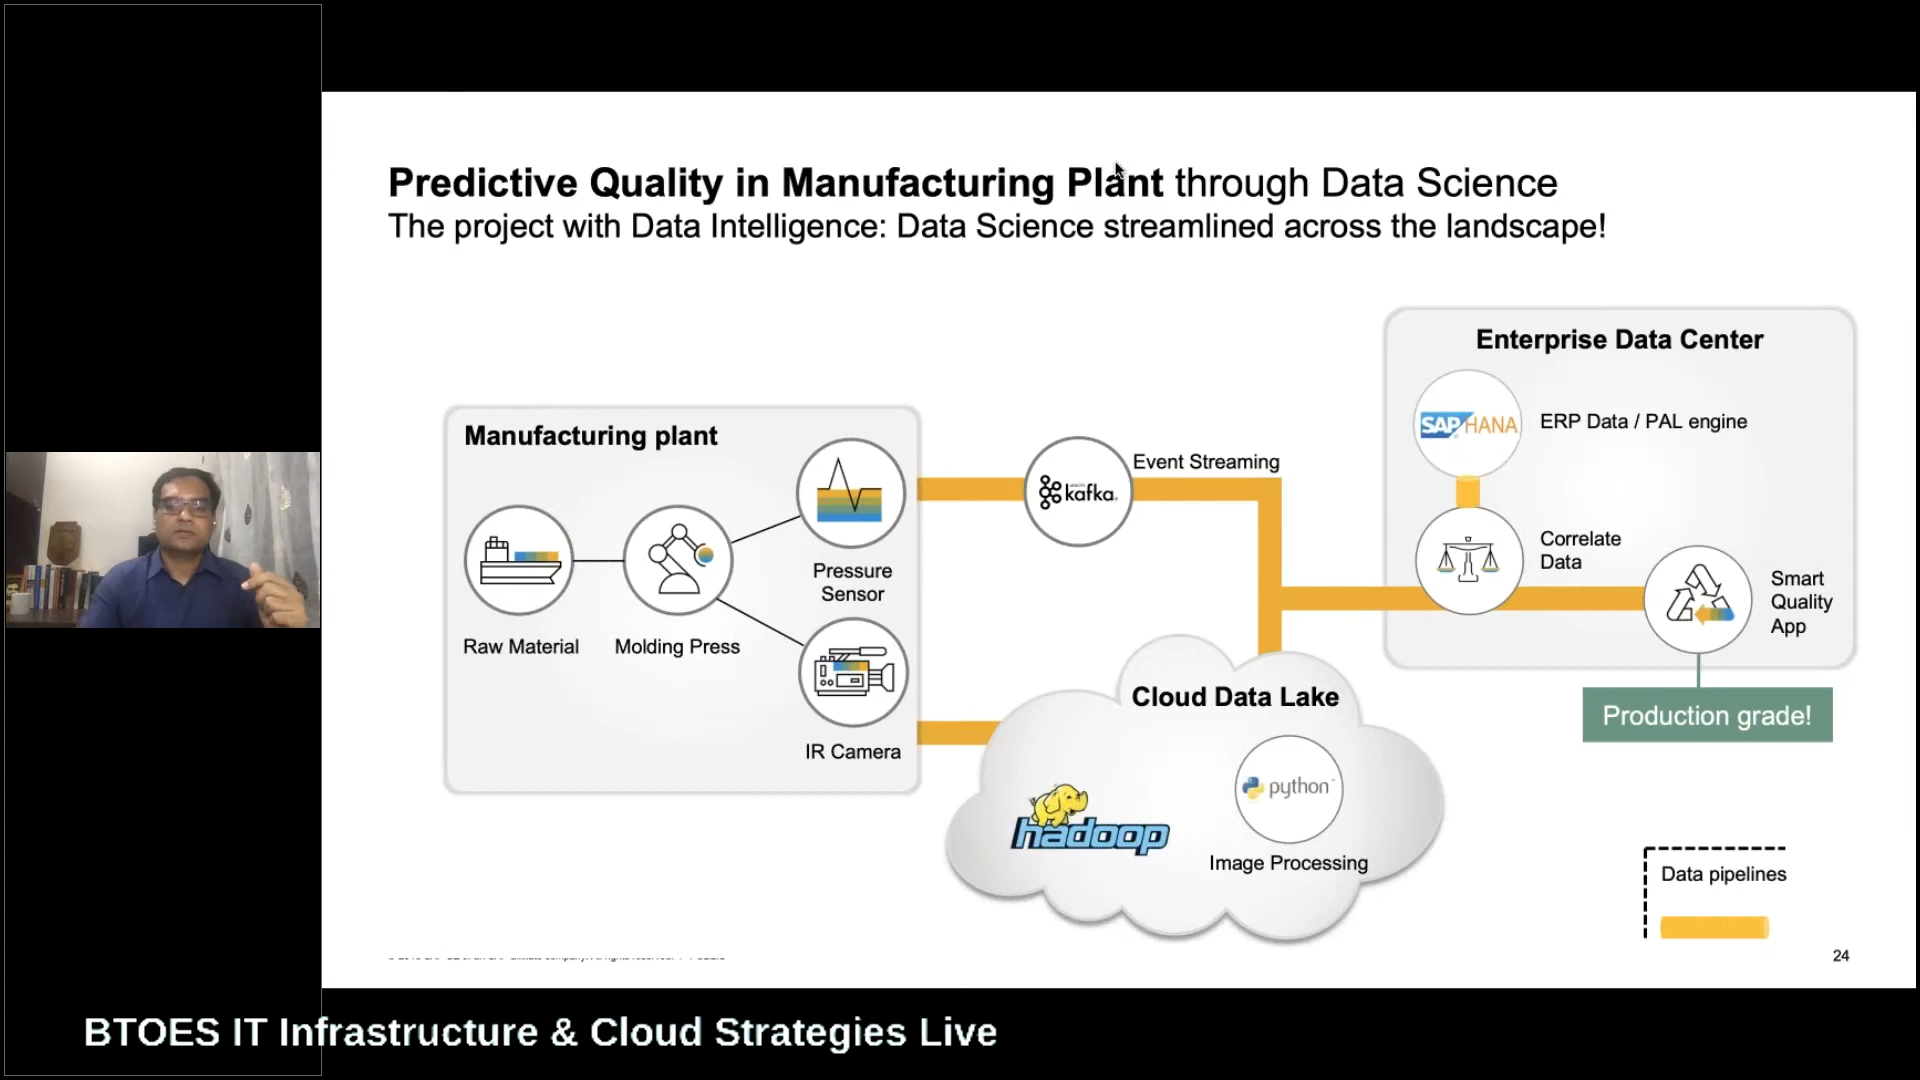 Predictive Quality in Manufacturing Plant through Data Science
The project with Data Intelligence: Data Science streamlined across the landscape!
Manufacturing plant
Raw Material
Molding Press
Pressure
Sensor
IR Camera
kafka
Event Streaming
Cloud Data Lake
hadoop
python
Image Processing
Enterprise Data Center
SAP HANA
ERP Data / PAL engine
Correlate
Data
Smart
Quality
App
Production grade!
Data pipelines
24
BTOES IT Infrastructure & Cloud Strategies Live